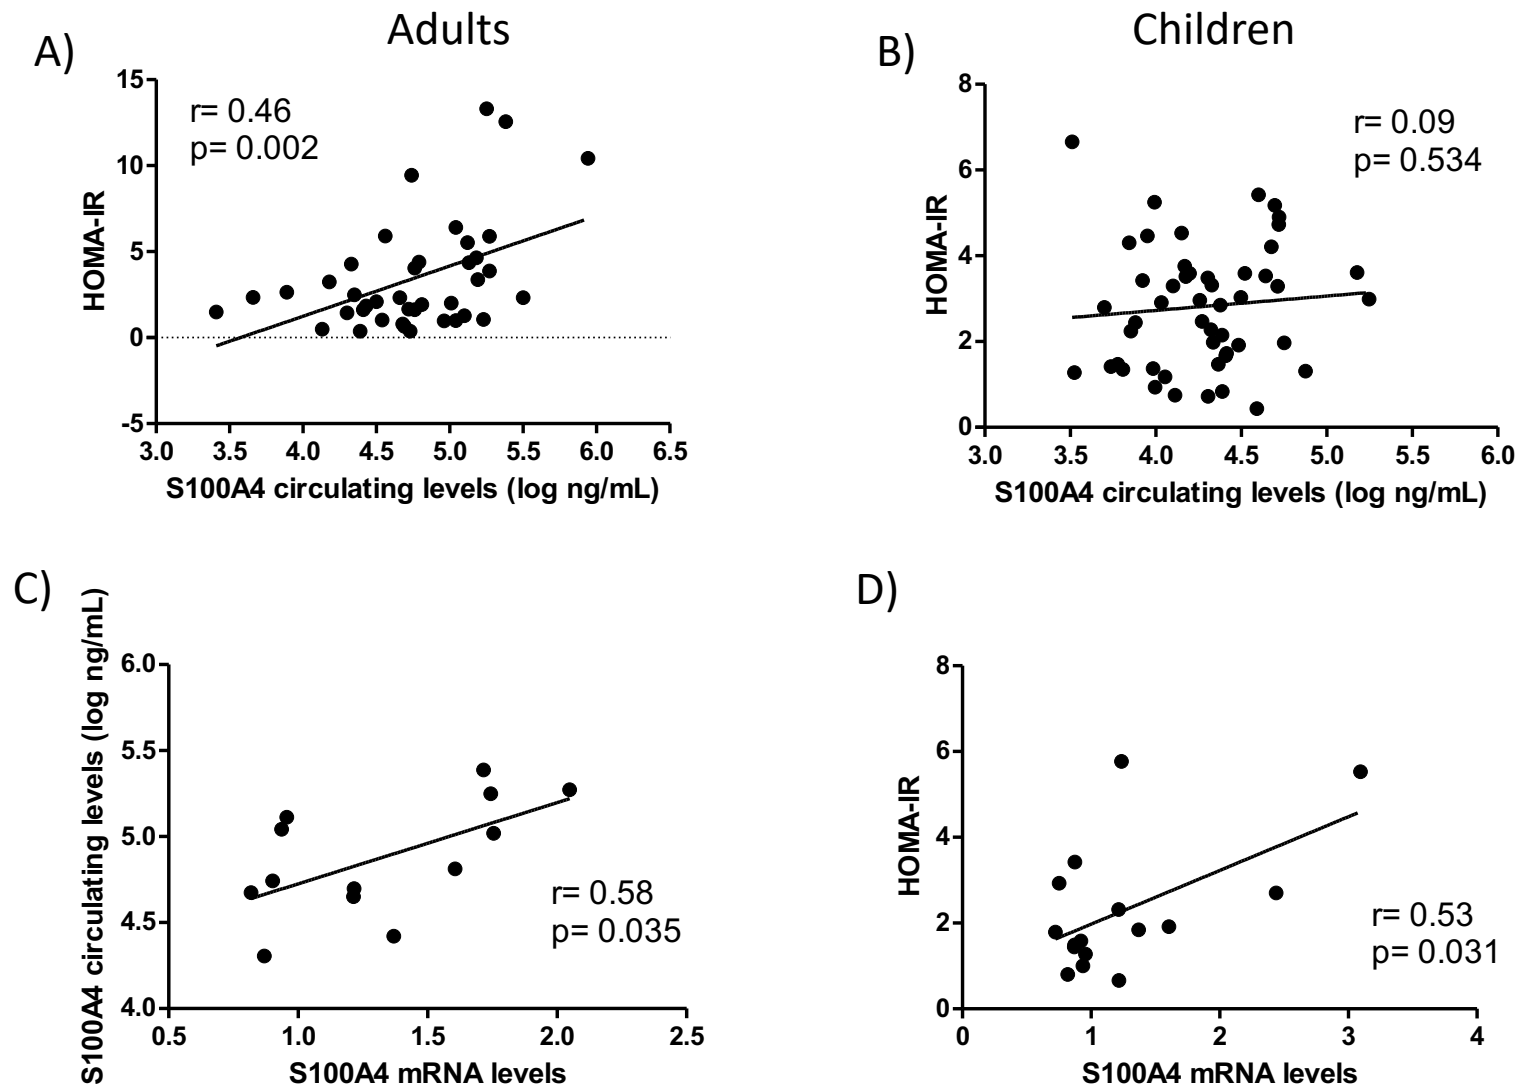 Adults
Children
A)
B)
15
10
5
0
-5
HOMA-IR
r= 0.46
p= 0.002
3.0 3.5 4.0 4.5 5.0 5.5 6.0 6.5
S100A4 circulating levels (log ng/mL)
8
6
4
2
0
HOMA-IR
r= 0.09
p= 0.534
3.0 3.5 4.0 4.5 5.0 5.5 6.0
S100A4 circulating levels (log ng/mL)
C)
D)
S100A4 circulating levels (log ng/mL)
6.0
5.5
5.0
4.5
4.0
r= 0.58
p= 0.035
0.5 1.0 1.5 2.0 2.5
S100A4 mRNA levels
8
6
4
2
0
HOMA-IR
r= 0.53
p= 0.031
0 1 2 3 4
S100A4 mRNA levels